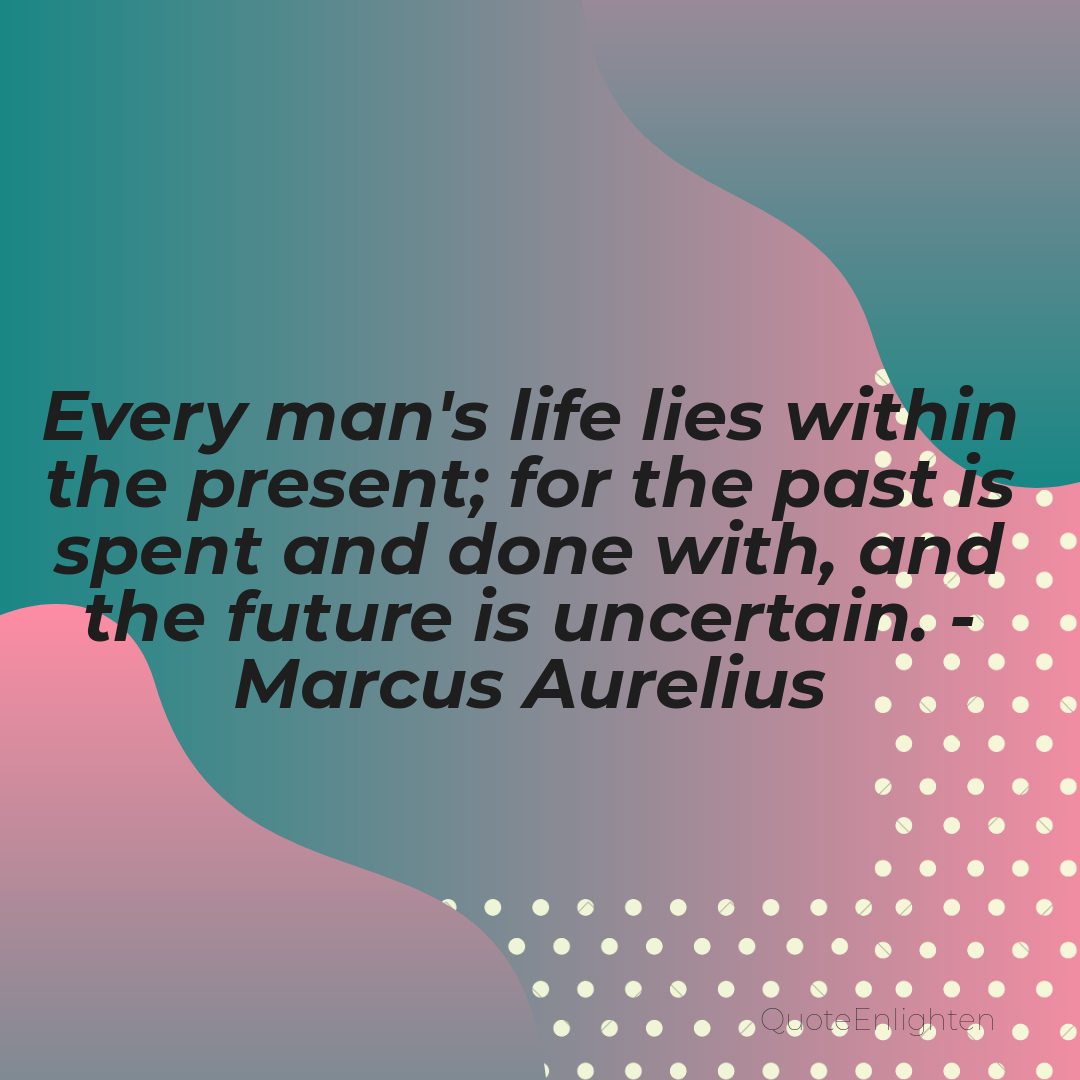 Every man's life lies within
the present; for the past is
spent and done with, and
the future is uncertain. -
Marcus Aurelius
QuoteEnlighten